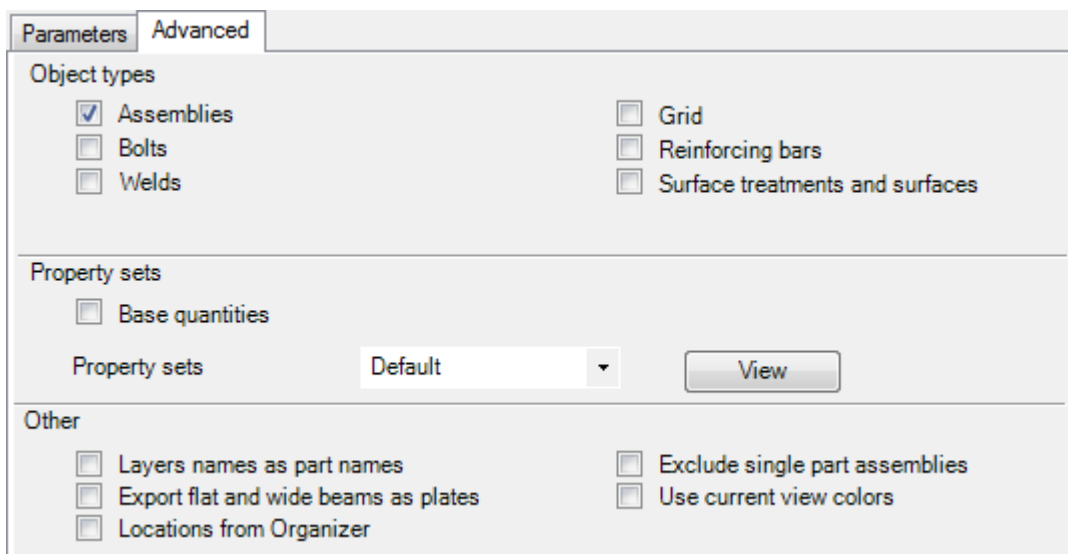 Parameters Advanced
Object types
Assemblies Grid
Bolts Reinforcing bars
Welds Surface treatments and surfaces
Property sets
Base quantities
Property sets Default View
Other
Layers names as part names Exclude single part assemblies
Export flat and wide beams as plates Use current view colors
Locations from Organizer